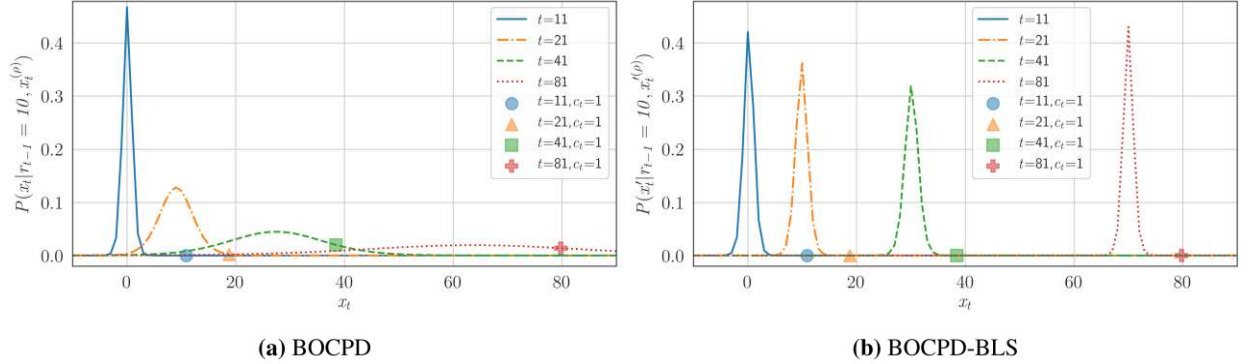 P(x_t|r_{t−1} = 10, x_t^{(ρ)})
0.4
0.3
0.2
0.1
0.0
0
20
40
60
80
x_t
t=11
t=21
t=41
t=81
t=11,c_t=1
t=21,c_t=1
t=41,c_t=1
t=81,c_t=1
(a) BOCPD
P(x′_t|r_{t−1} = 10, x′_t^{(ρ)})
0.4
0.3
0.2
0.1
0.0
0
20
40
60
80
x_t
t=11
t=21
t=41
t=81
t=11,c_t=1
t=21,c_t=1
t=41,c_t=1
t=81,c_t=1
(b) BOCPD-BLS